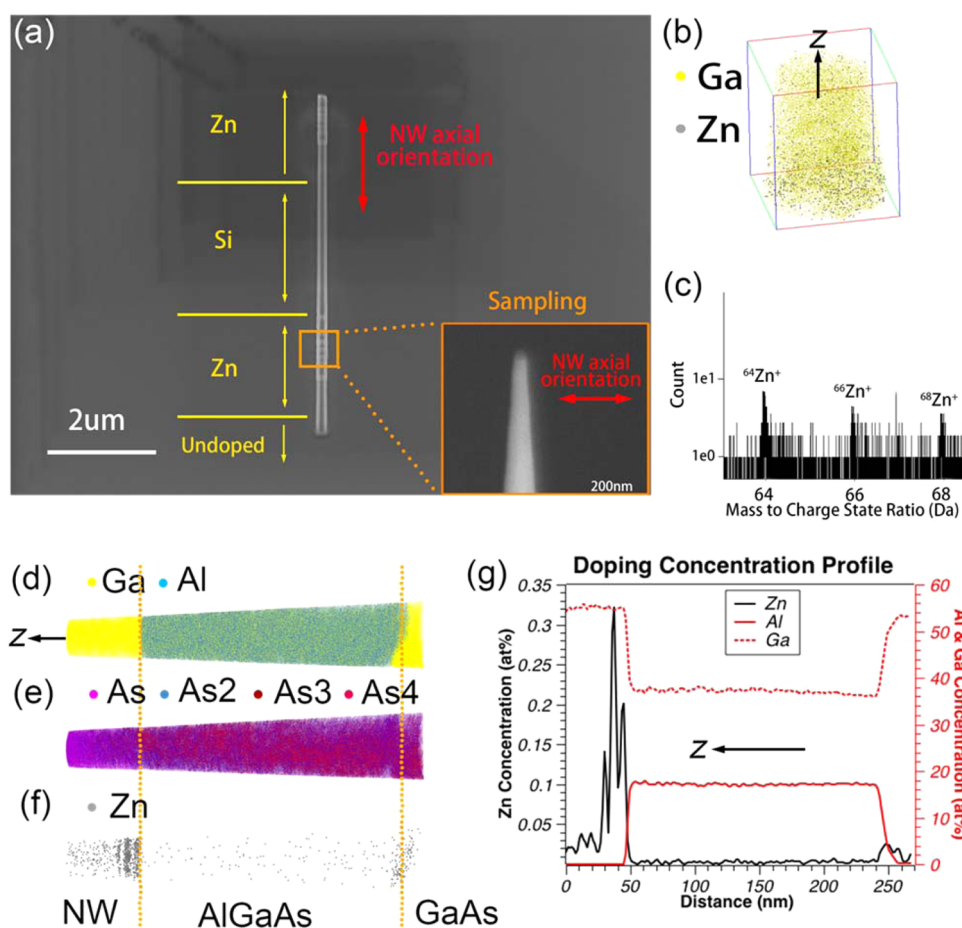 (a)
Zn
NW axial
orientation
Si
Sampling
Zn
NW axial
orientation
2um
Undoped
200nm
(b)
z
Ga
Zn
(c)
Count
1e1
1e0
⁶⁴Zn⁺
⁶⁶Zn⁺
⁶⁸Zn⁺
64 66 68
Mass to Charge State Ratio (Da)
(d)
Ga Al
z
(e)
As As2 As3 As4
(f)
Zn
NW AlGaAs GaAs
(g)
Doping Concentration Profile
Zn Concentration (at%)
0.35
0.3
0.25
0.2
0.15
0.1
0.05
Zn
Al
Ga
z
60
50
40
30
20
10
0
Al & Ga Concentration (at%)
0 50 100 150 200 250
Distance (nm)